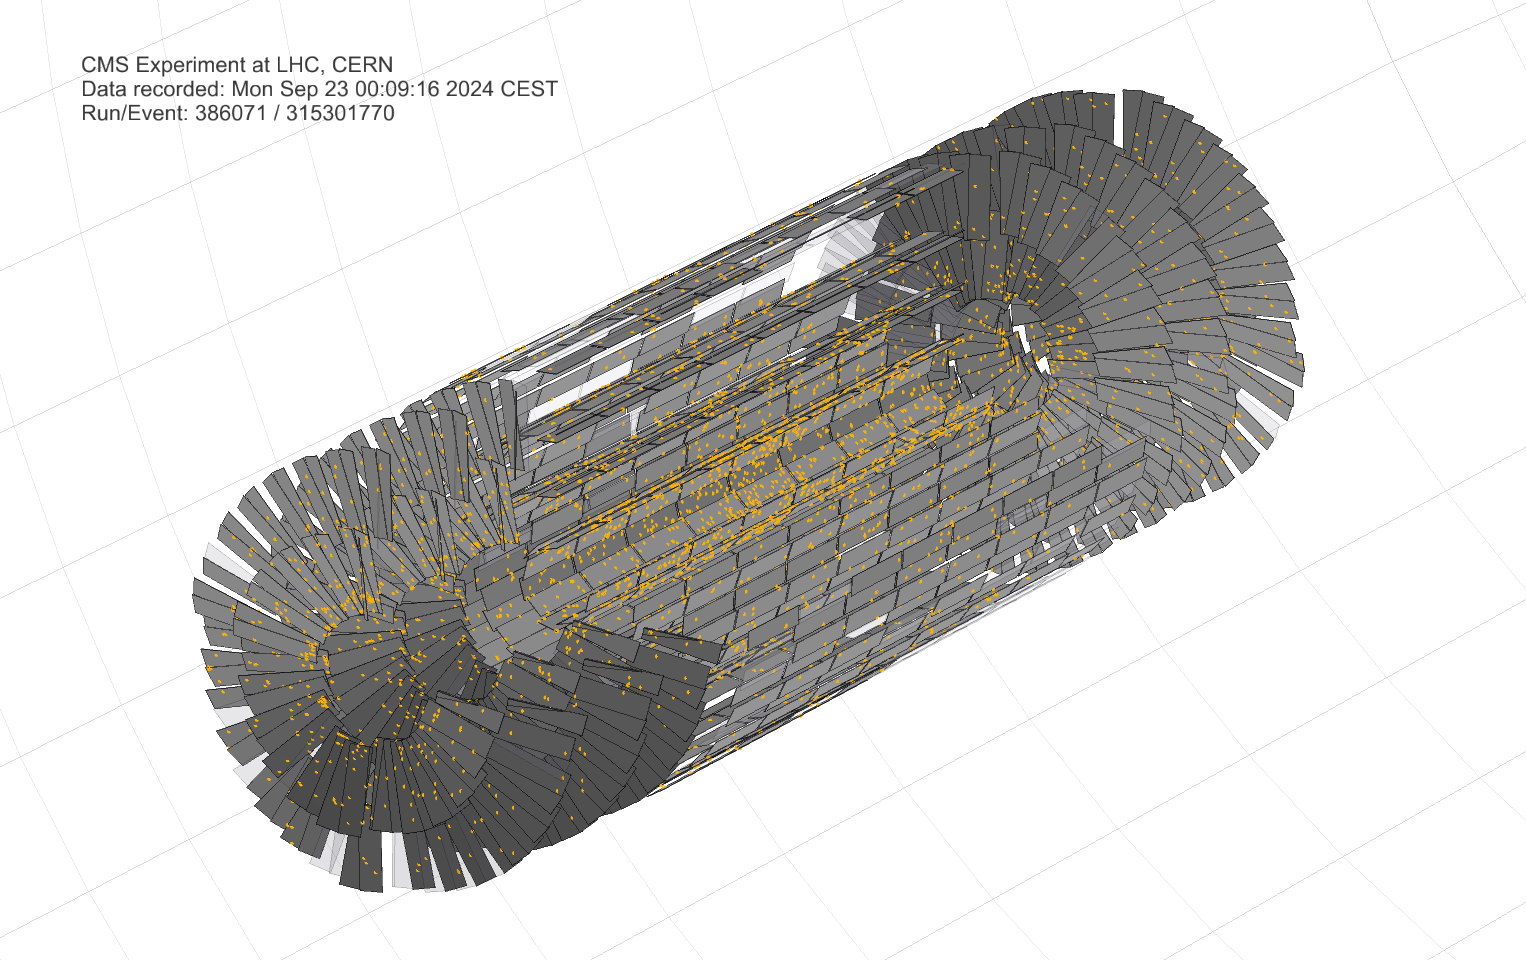 CMS Experiment at LHC, CERN
Data recorded: Mon Sep 23 00:09:16 2024 CEST
Run/Event: 386071 / 315301770